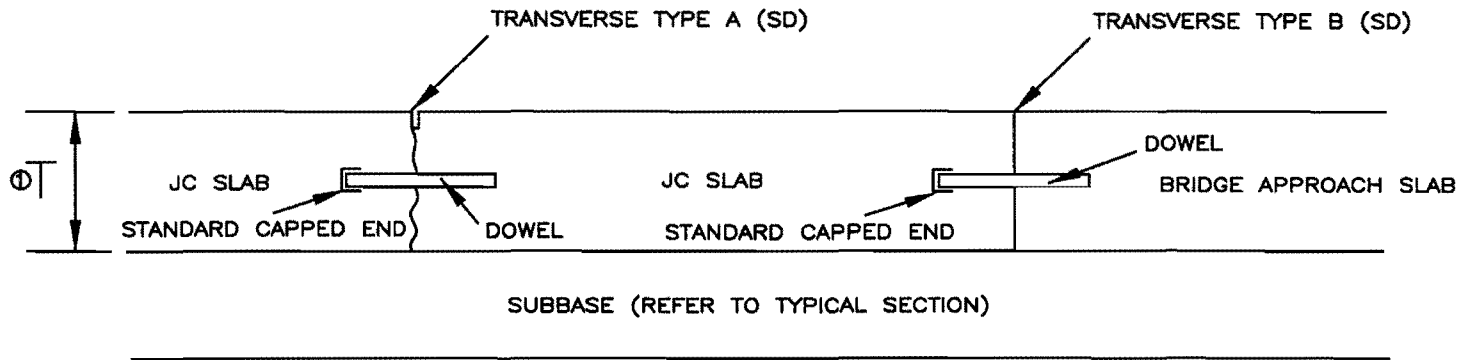 TRANSVERSE TYPE A (SD)
TRANSVERSE TYPE B (SD)
① T
JC SLAB
STANDARD CAPPED END
DOWEL
JC SLAB
STANDARD CAPPED END
DOWEL
BRIDGE APPROACH SLAB
SUBBASE (REFER TO TYPICAL SECTION)